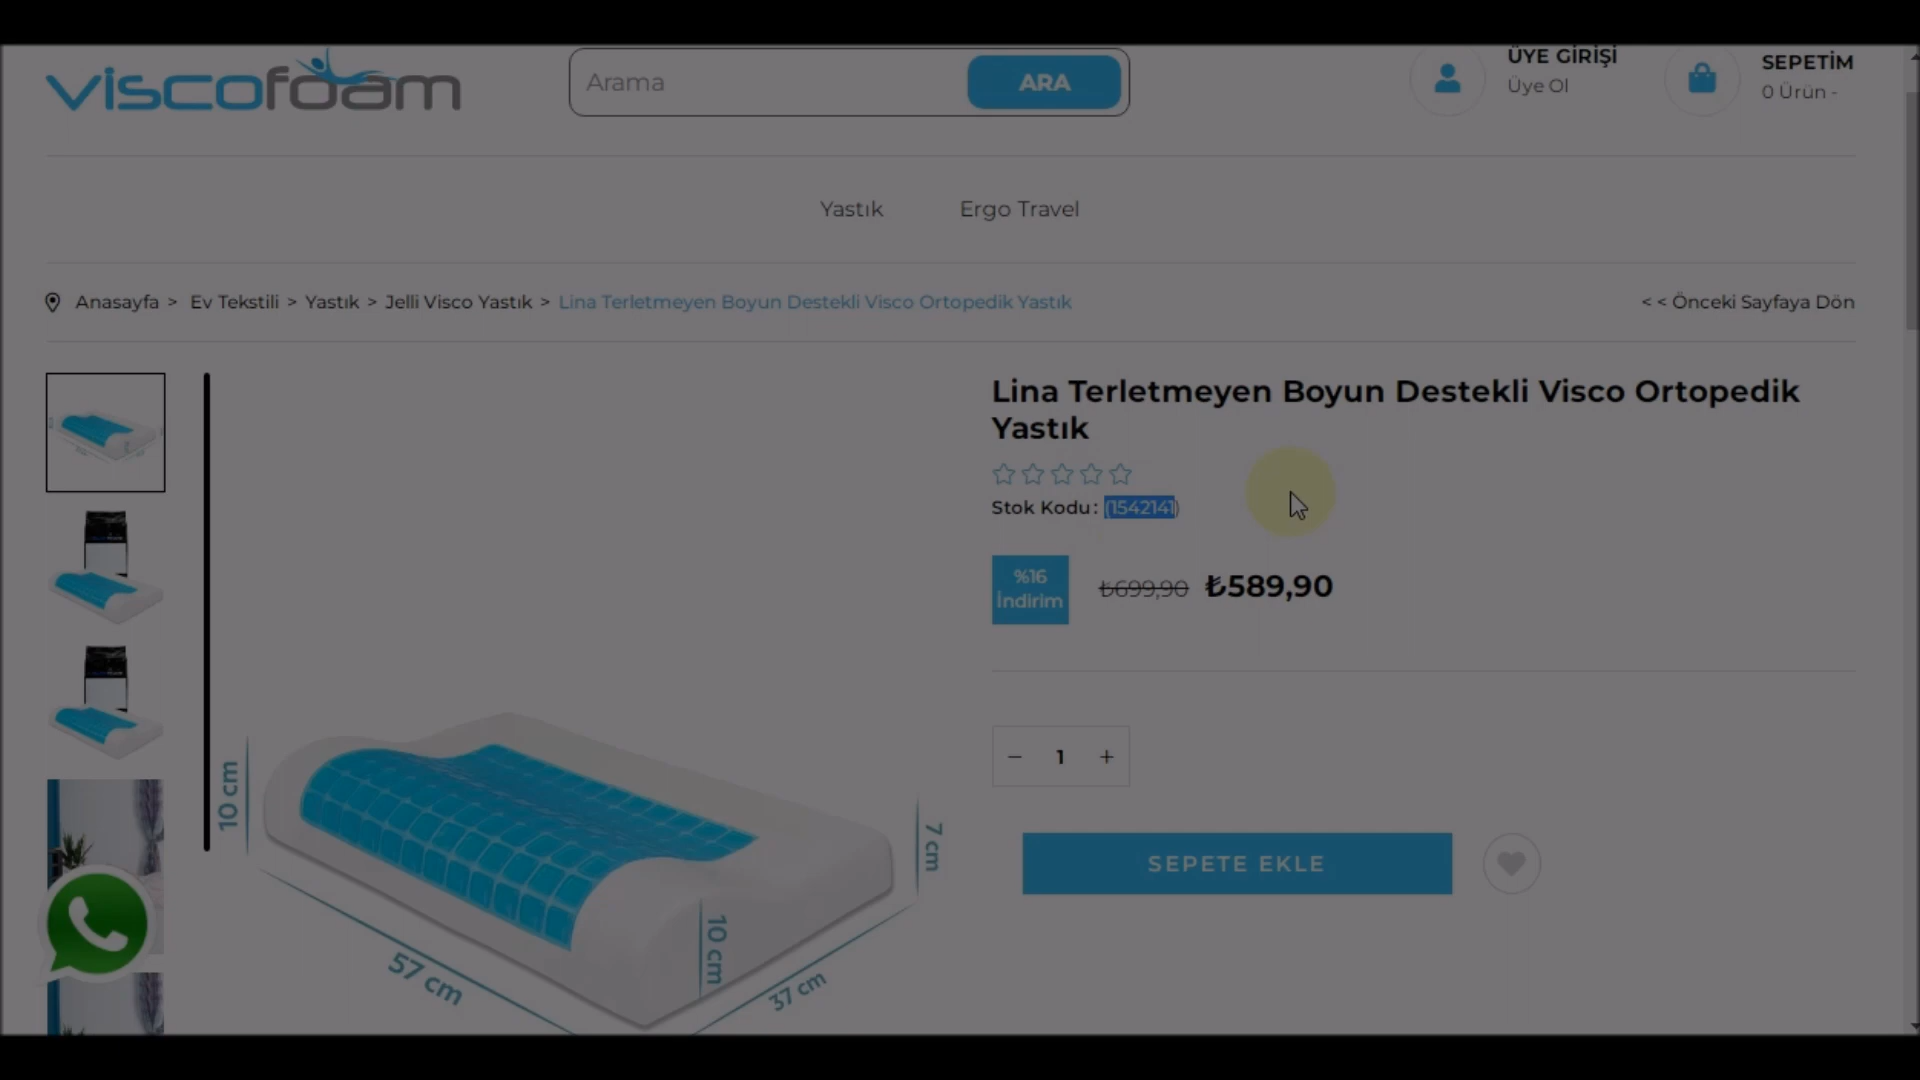 viscofoam
Arama
ARA
ÜYE GİRİŞİ
Üye Ol
SEPETİM
0 Ürün -
Yastık
Ergo Travel
Anasayfa > Ev Tekstili > Yastık > Jelli Visco Yastık > Lina Terletmeyen Boyun Destekli Visco Ortopedik Yastık
< < Önceki Sayfaya Dön
Lina Terletmeyen Boyun Destekli Visco Ortopedik
Yastık
Stok Kodu : (1542141)
%16
İndirim
₺699,90 ₺589,90
− 1 +
SEPETE EKLE
10 cm
7 cm
10 cm
57 cm
37 cm